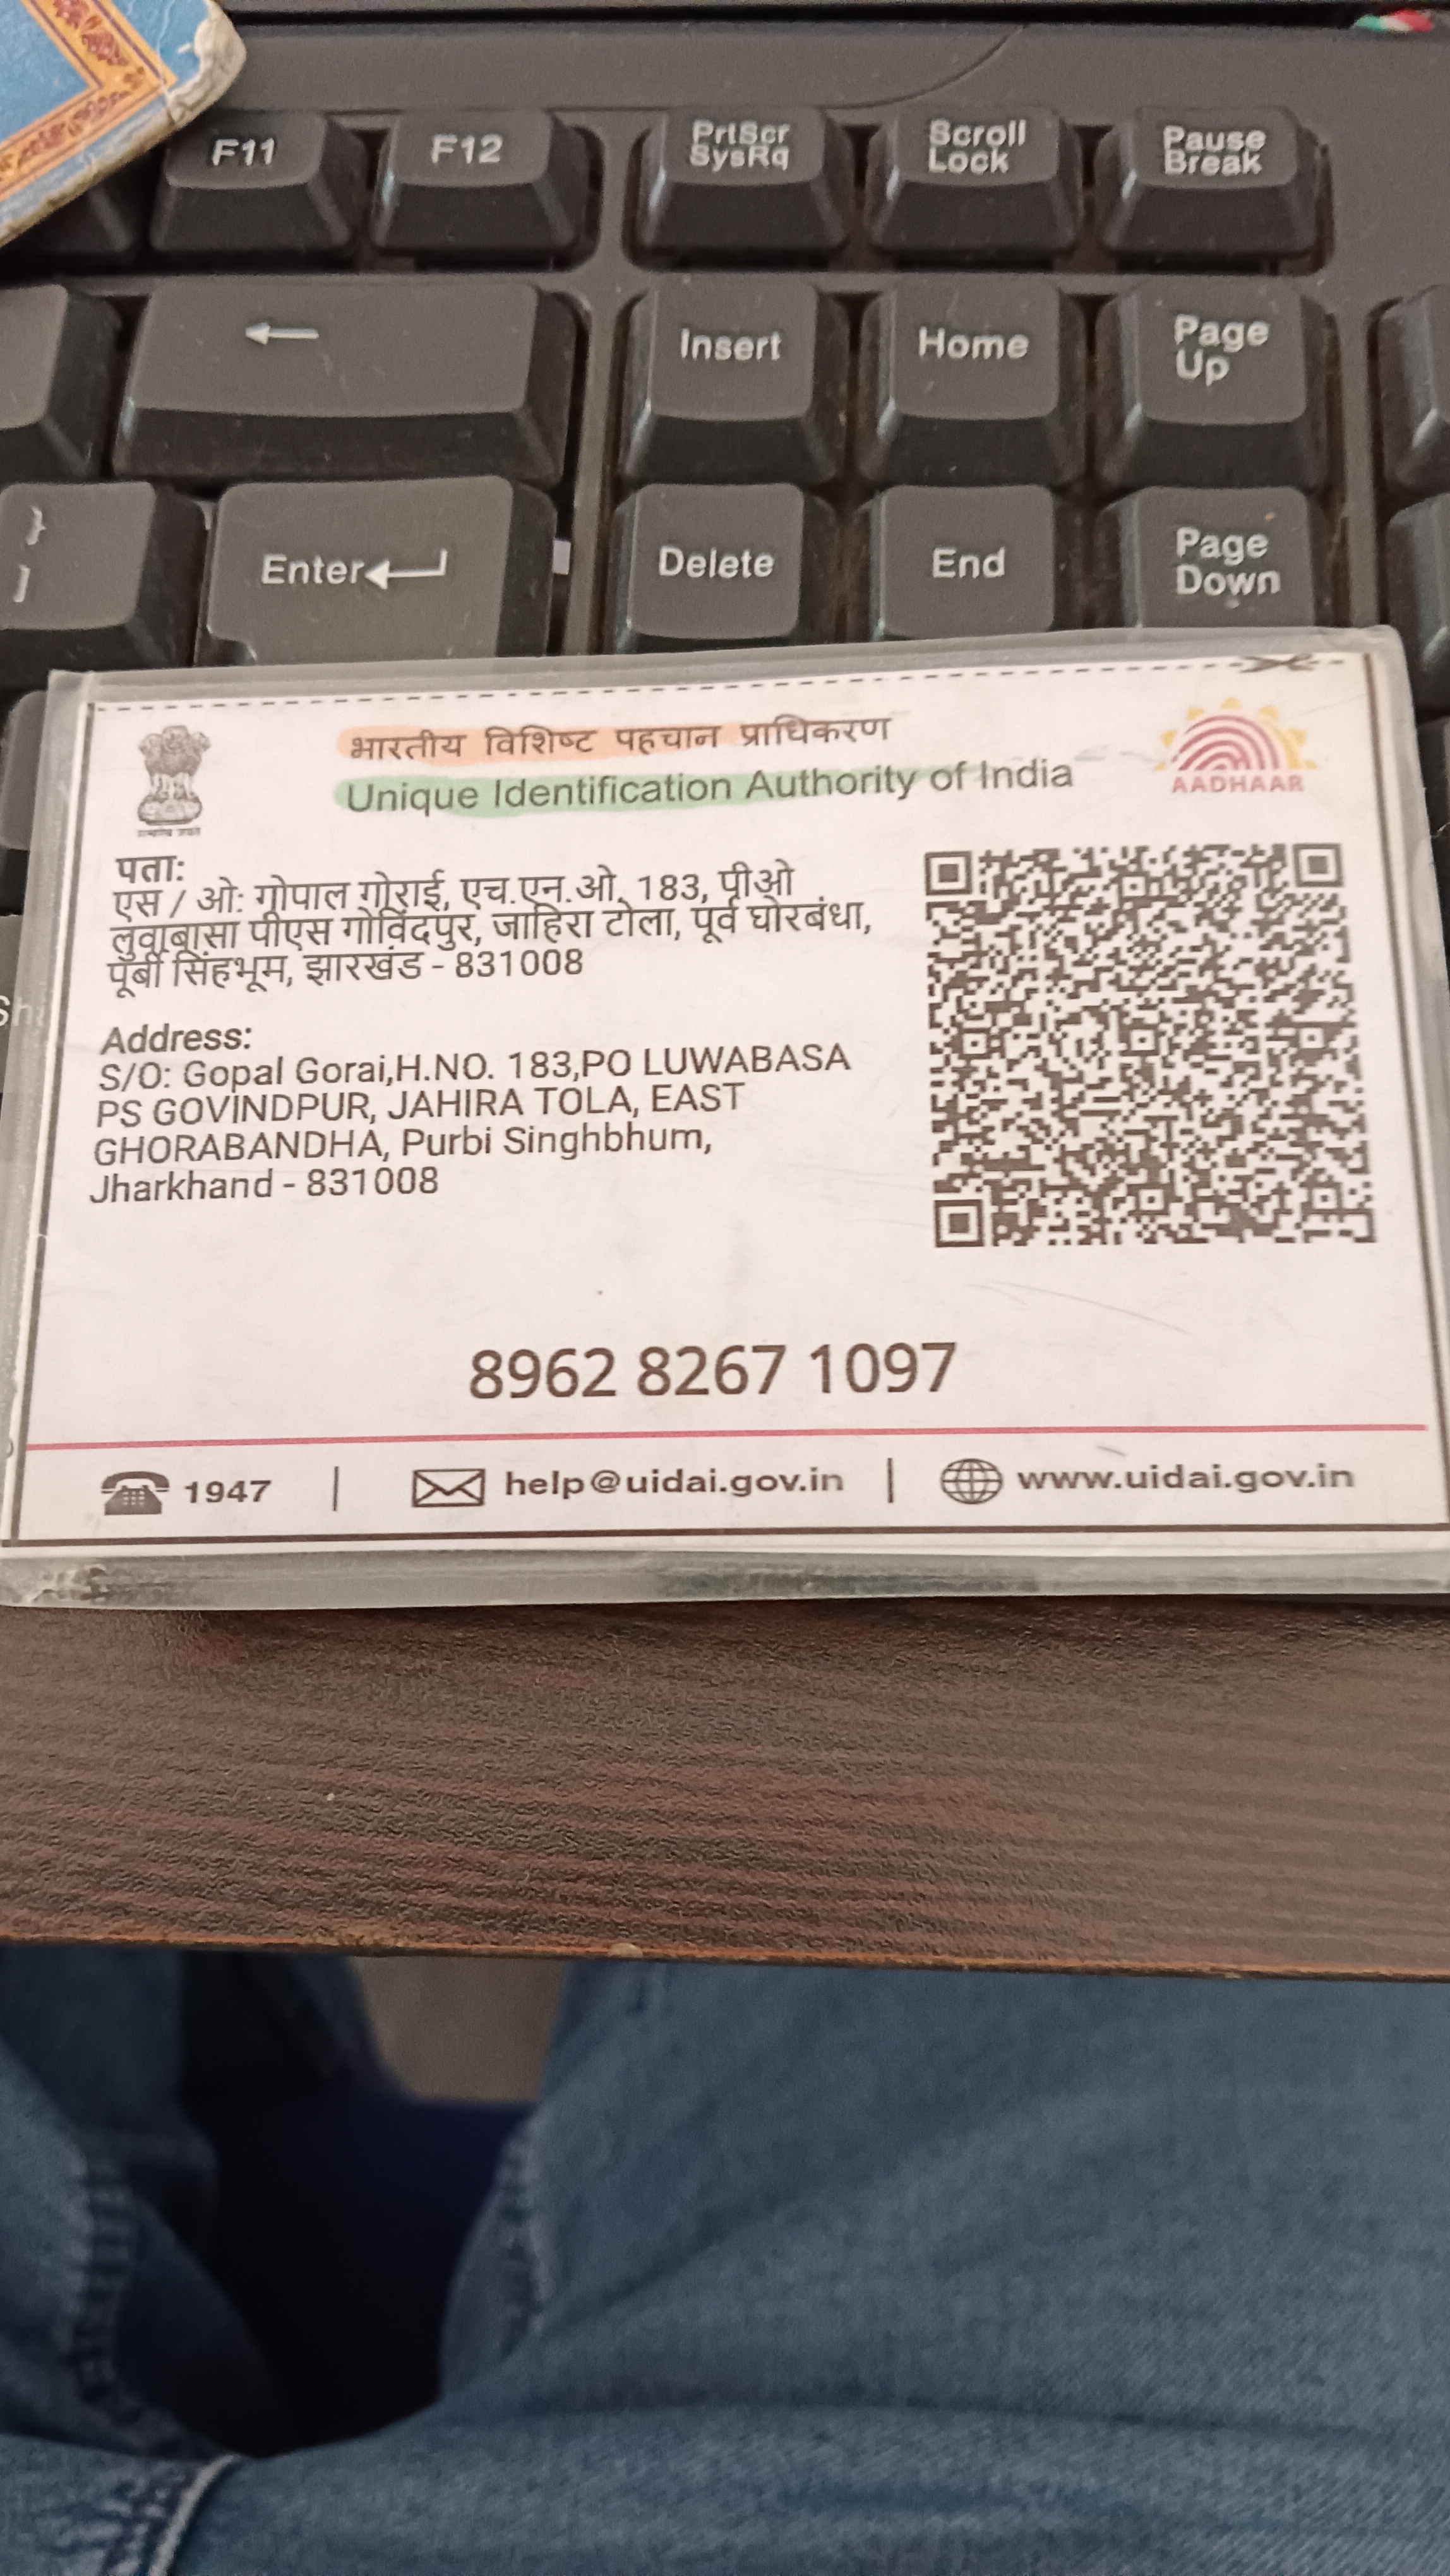 F11 F12 PrtScr SysRq Scroll Lock Pause Break
← Insert Home Page Up
} ] Enter Delete End Page Down
भारतीय विशिष्ट पहचान प्राधिकरण
Unique Identification Authority of India
AADHAAR
पता:
एस / ओ: गोपाल गोराई, एच.एन.ओ. 183, पीओ
लुवाबासा पीएस गोविंदपुर, जाहिरा टोला, पूर्व घोरबंधा,
पूर्बी सिंहभूम, झारखंड - 831008
Address:
S/O: Gopal Gorai,H.NO. 183,PO LUWABASA
PS GOVINDPUR, JAHIRA TOLA, EAST
GHORABANDHA, Purbi Singhbhum,
Jharkhand - 831008
8962 8267 1097
1947 | help@uidai.gov.in | www.uidai.gov.in